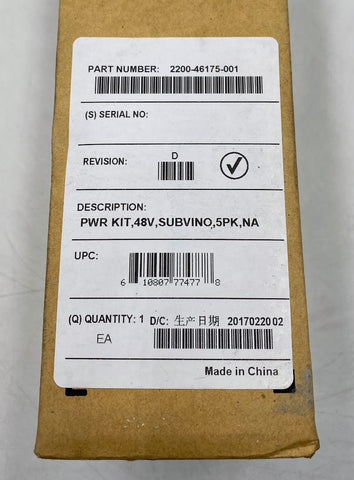 PART NUMBER: 2200-46175-001
(S) SERIAL NO:
REVISION: D
DESCRIPTION:
PWR KIT,48V,SUBVINO,5PK,NA
UPC:
6 10807 77477 8
(Q) QUANTITY: 1 D/C: 生产日期 2017022002
EA
Made in China